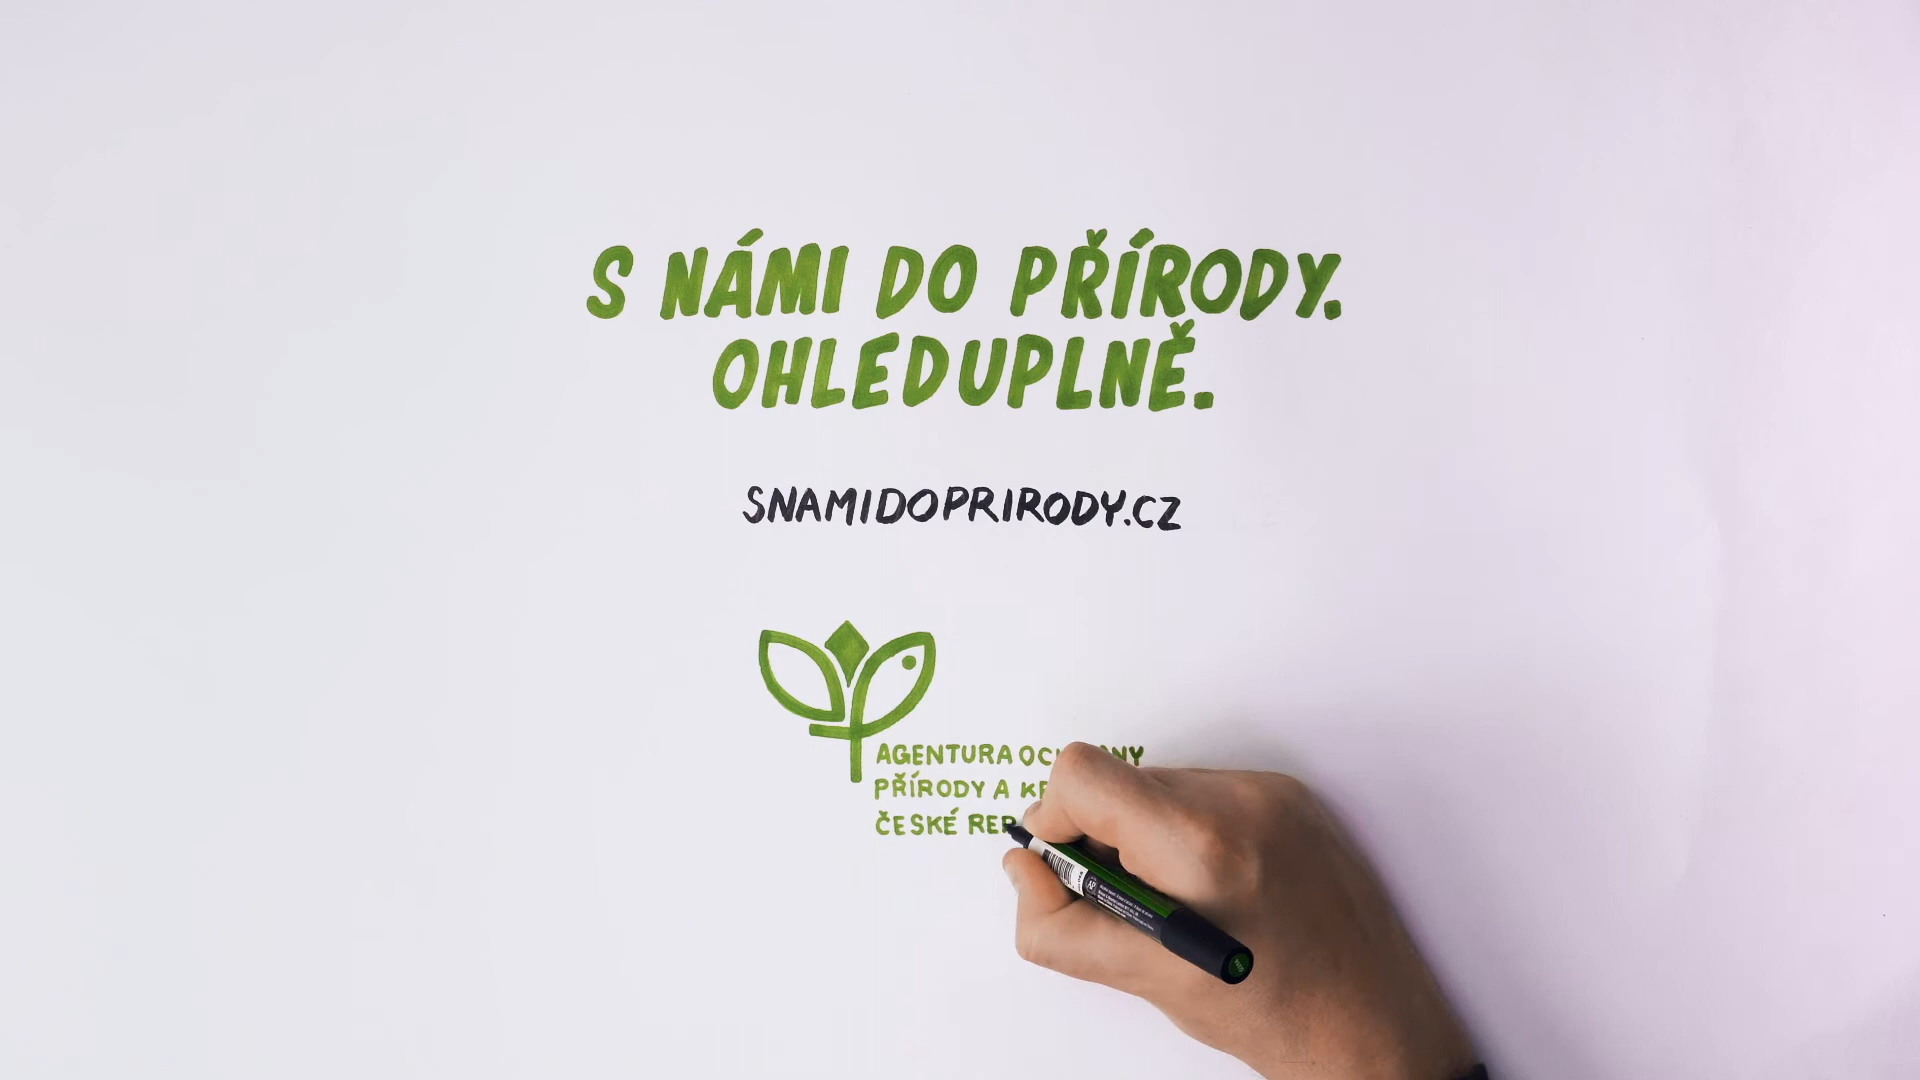 S NÁMI DO PŘÍRODY.
OHLEDUPLNĚ.
SNAMIDOPRIRODY.CZ
AGENTURA
PŘÍRODY A
ČESKÉ